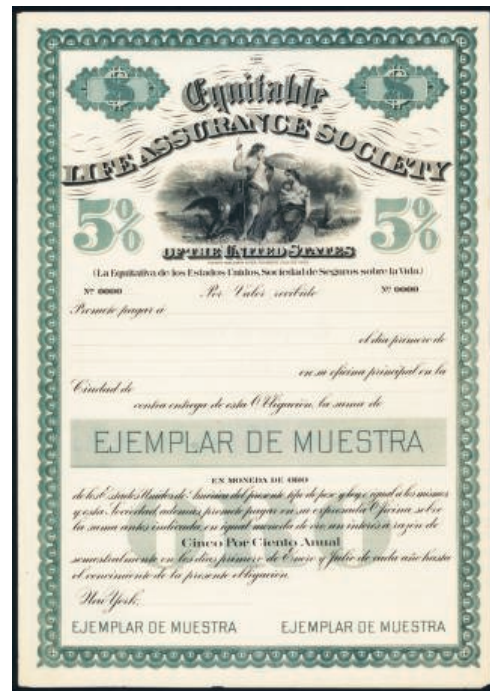 $ $
Equitable
LIFE ASSURANCE SOCIETY
5% 5%
OF THE UNITED STATES
(La Equitativa de los Estados Unidos, Sociedad de Seguros sobre la Vida.)
Nº 0000 Por Valor recibido Nº 0000
Promete pagar á
el dia primero de
en su oficina principal en la
Ciudad de
contra entrega de esta Obligacion, la suma de
EJEMPLAR DE MUESTRA
EN MONEDA DE ORO
de los Estados Unidos de America del presente tipo de peso y ley o igual á los mismos
y esta Sociedad ademas promete pagar en su expresada Oficina sobre
la suma antes indicada, en igual moneda de oro, un interés á razon de
Cinco Por Ciento Anual
semestralmente en los dias primero de Enero y Julio de cada año hasta
el vencimiento de la presente obligacion.
New York,
EJEMPLAR DE MUESTRA EJEMPLAR DE MUESTRA